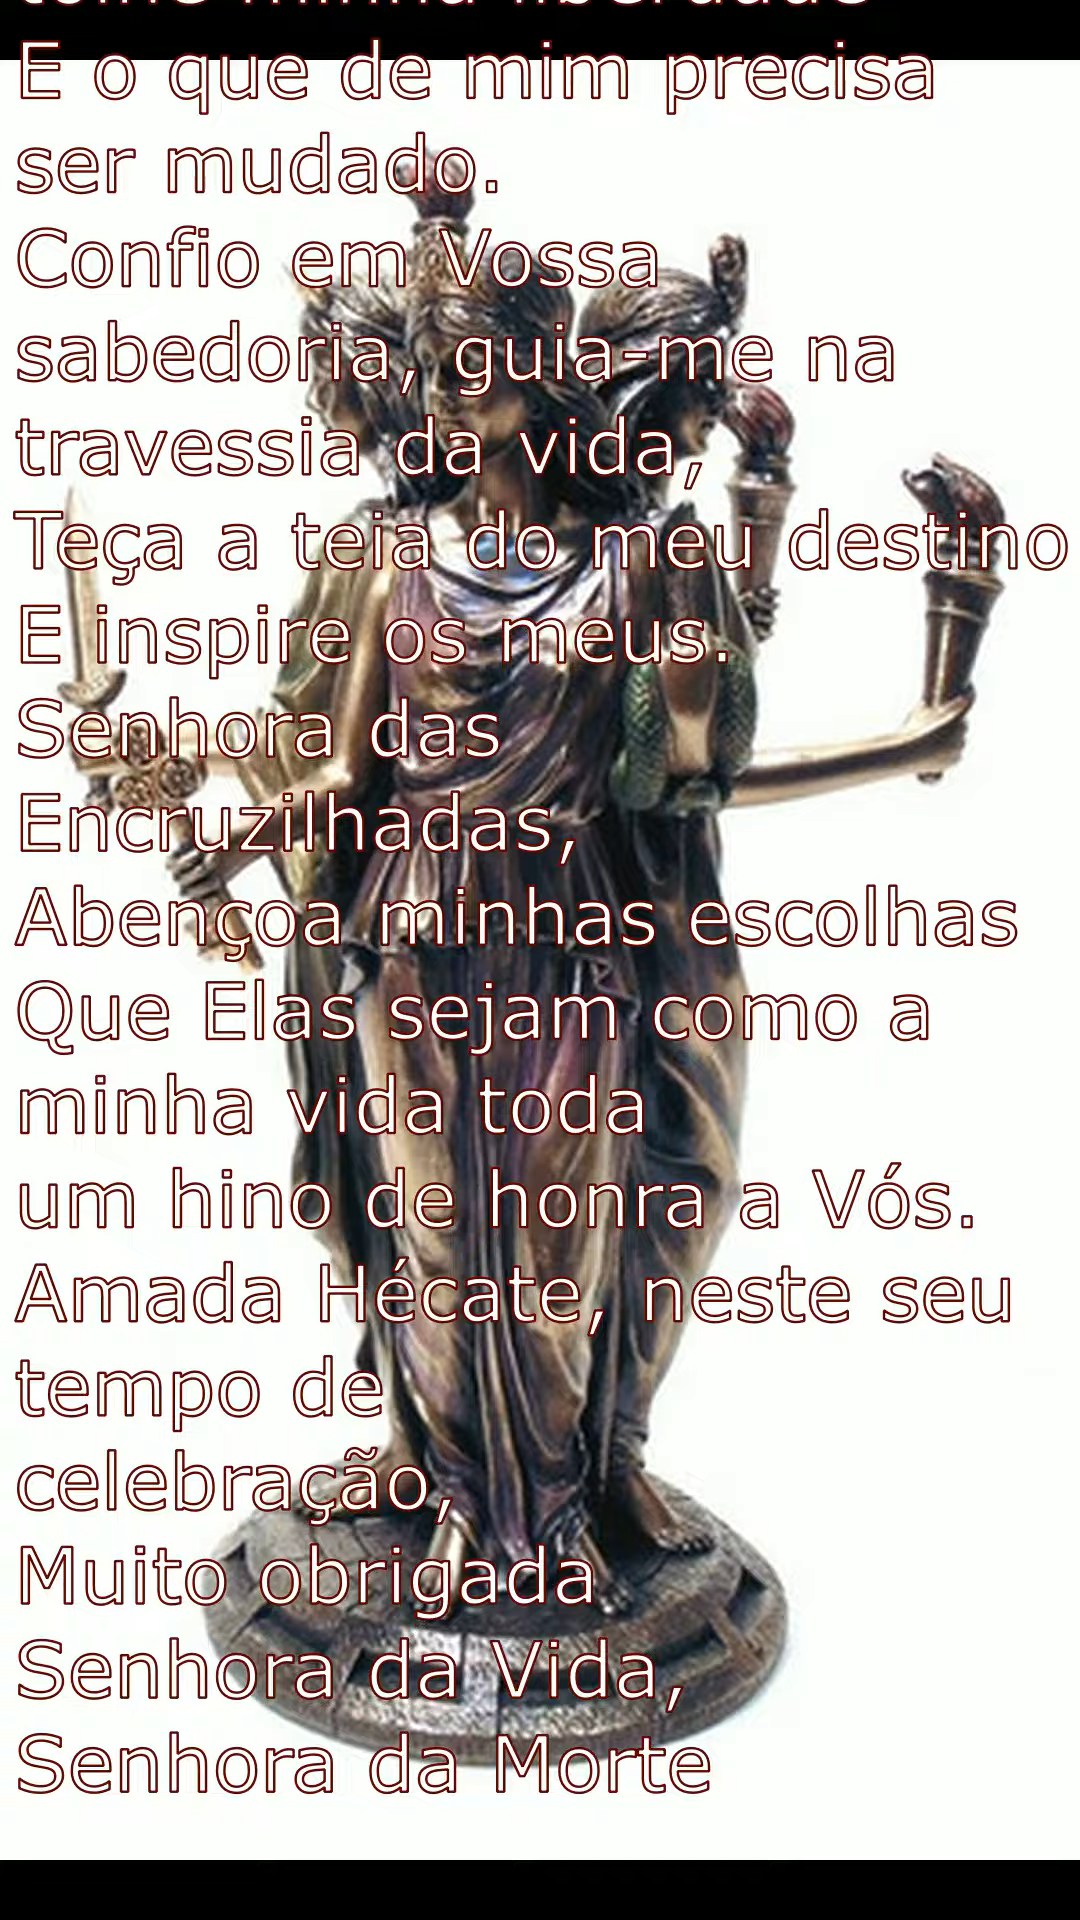 tome minha liberdade
E o que de mim precisa
ser mudado.
Confio em Vossa
sabedoria, guia-me na
travessia da vida,
Teça a teia do meu destino
E inspire os meus.
Senhora das
Encruzilhadas,
Abençoa minhas escolhas
Que Elas sejam como a
minha vida toda
um hino de honra a Vós.
Amada Hécate, neste seu
tempo de
celebração,
Muito obrigada
Senhora da Vida,
Senhora da Morte